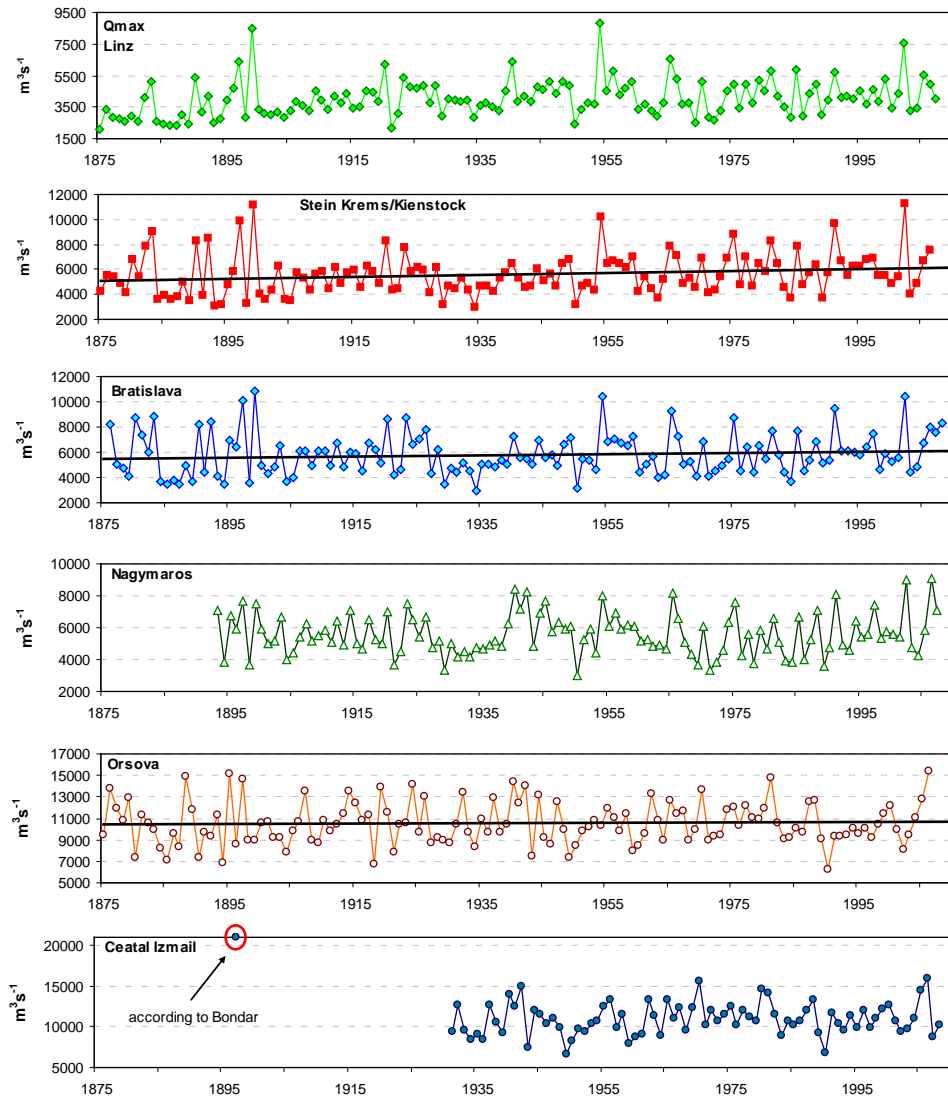 Qmax
Linz
m³s⁻¹
9500
7500
5500
3500
1500
1875 1895 1915 1935 1955 1975 1995
Stein Krems/Kienstock
m³s⁻¹
12000
10000
8000
6000
4000
2000
1875 1895 1915 1935 1955 1975 1995
Bratislava
m³s⁻¹
12000
10000
8000
6000
4000
2000
1875 1895 1915 1935 1955 1975 1995
Nagymaros
m³s⁻¹
10000
8000
6000
4000
2000
1875 1895 1915 1935 1955 1975 1995
Orsova
m³s⁻¹
17000
15000
13000
11000
9000
7000
5000
1875 1895 1915 1935 1955 1975 1995
Ceatal Izmail
m³s⁻¹
20000
15000
10000
5000
according to Bondar
1875 1895 1915 1935 1955 1975 1995